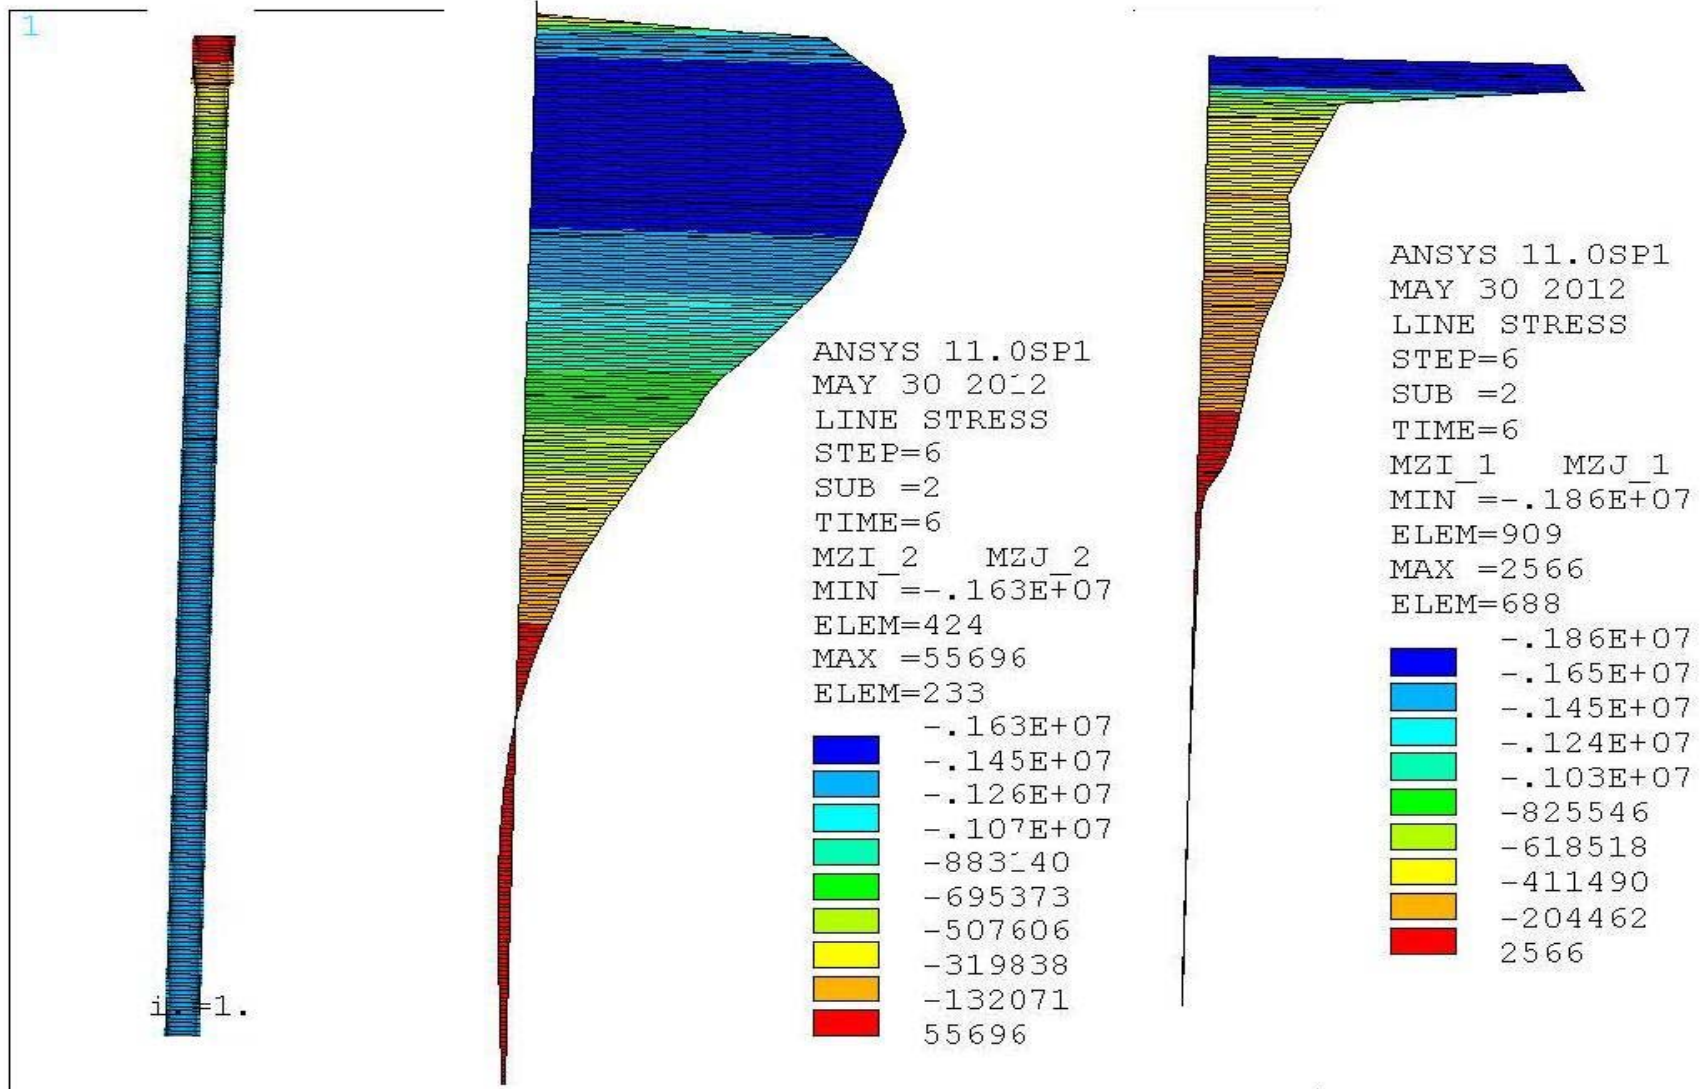 1
i =1.
ANSYS 11.0SP1
MAY 30 2012
LINE STRESS
STEP=6
SUB =2
TIME=6
MZI_2 MZJ_2
MIN =-.163E+07
ELEM=424
MAX =55696
ELEM=233
-.163E+07
-.145E+07
-.126E+07
-.107E+07
-883140
-695373
-507606
-319838
-132071
55696
ANSYS 11.0SP1
MAY 30 2012
LINE STRESS
STEP=6
SUB =2
TIME=6
MZI_1 MZJ_1
MIN =-.186E+07
ELEM=909
MAX =2566
ELEM=688
-.186E+07
-.165E+07
-.145E+07
-.124E+07
-.103E+07
-825546
-618518
-411490
-204462
2566